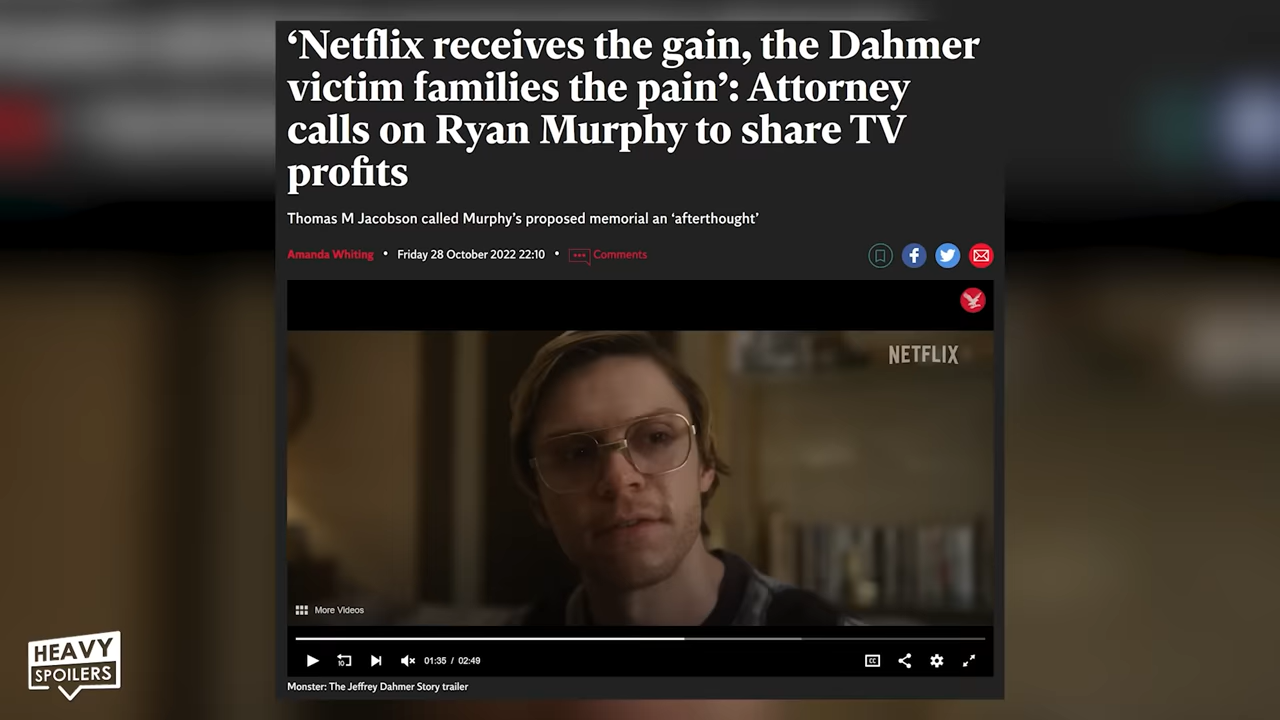 ‘Netflix receives the gain, the Dahmer
victim families the pain’: Attorney
calls on Ryan Murphy to share TV
profits
Thomas M Jacobson called Murphy’s proposed memorial an ‘afterthought’
Amanda Whiting • Friday 28 October 2022 22:10 • Comments
NETFLIX
More Videos
10
01:35 / 02:49
CC
Monster: The Jeffrey Dahmer Story trailer
HEAVY
SPOILERS